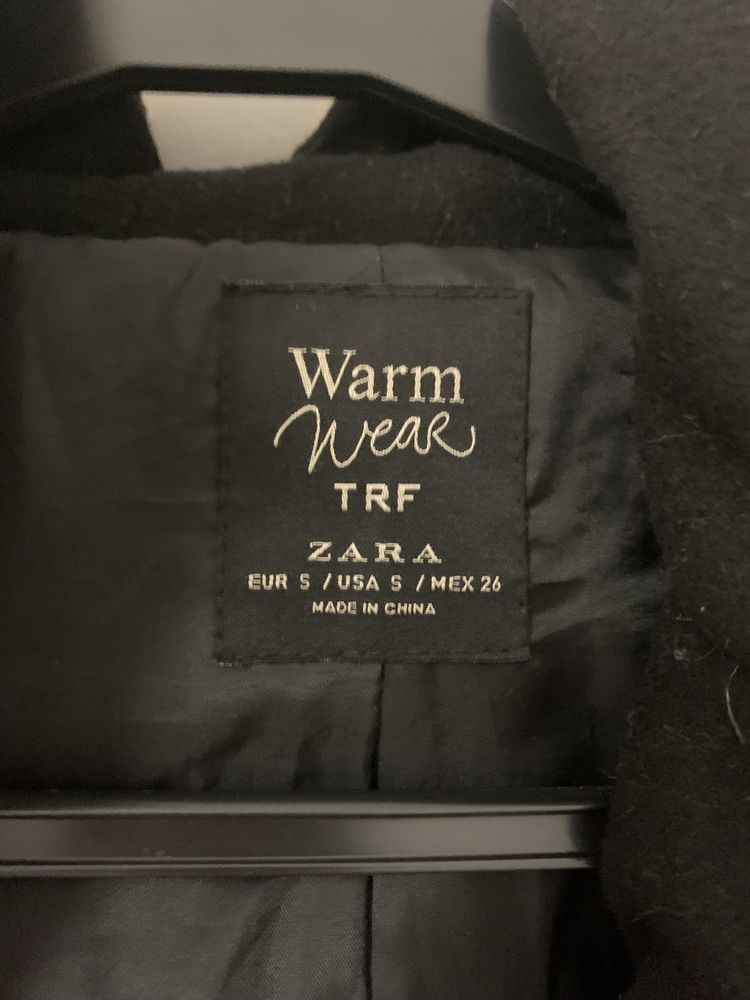 Warm
Wear
TRF
ZARA
EUR S / USA S / MEX 26
MADE IN CHINA